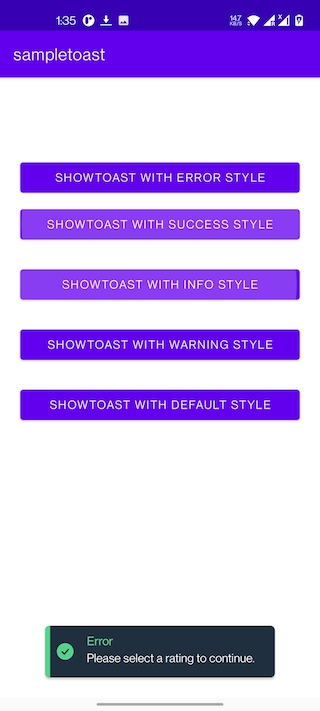 1:35
147
KB/S
sampletoast
SHOWTOAST WITH ERROR STYLE
SHOWTOAST WITH SUCCESS STYLE
SHOWTOAST WITH INFO STYLE
SHOWTOAST WITH WARNING STYLE
SHOWTOAST WITH DEFAULT STYLE
Error
Please select a rating to continue.